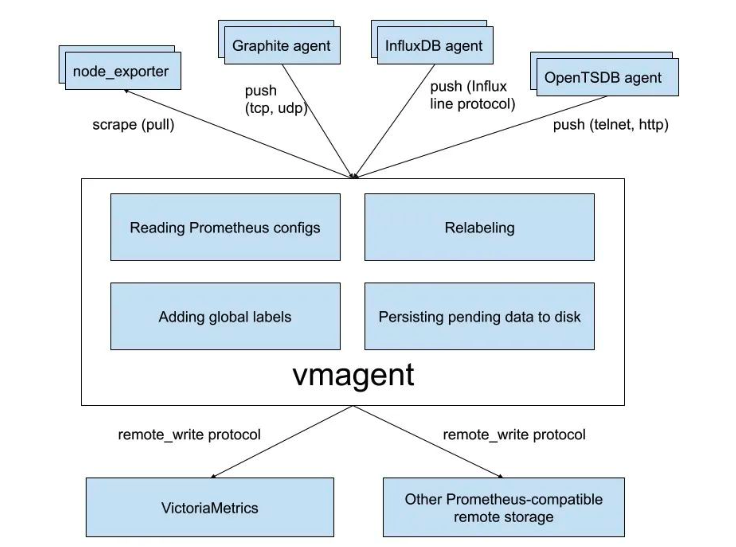 node_exporter
Graphite agent
InfluxDB agent
OpenTSDB agent
scrape (pull)
push
(tcp, udp)
push (Influx
line protocol)
push (telnet, http)
Reading Prometheus configs
Relabeling
Adding global labels
Persisting pending data to disk
vmagent
remote_write protocol
remote_write protocol
VictoriaMetrics
Other Prometheus-compatible
remote storage